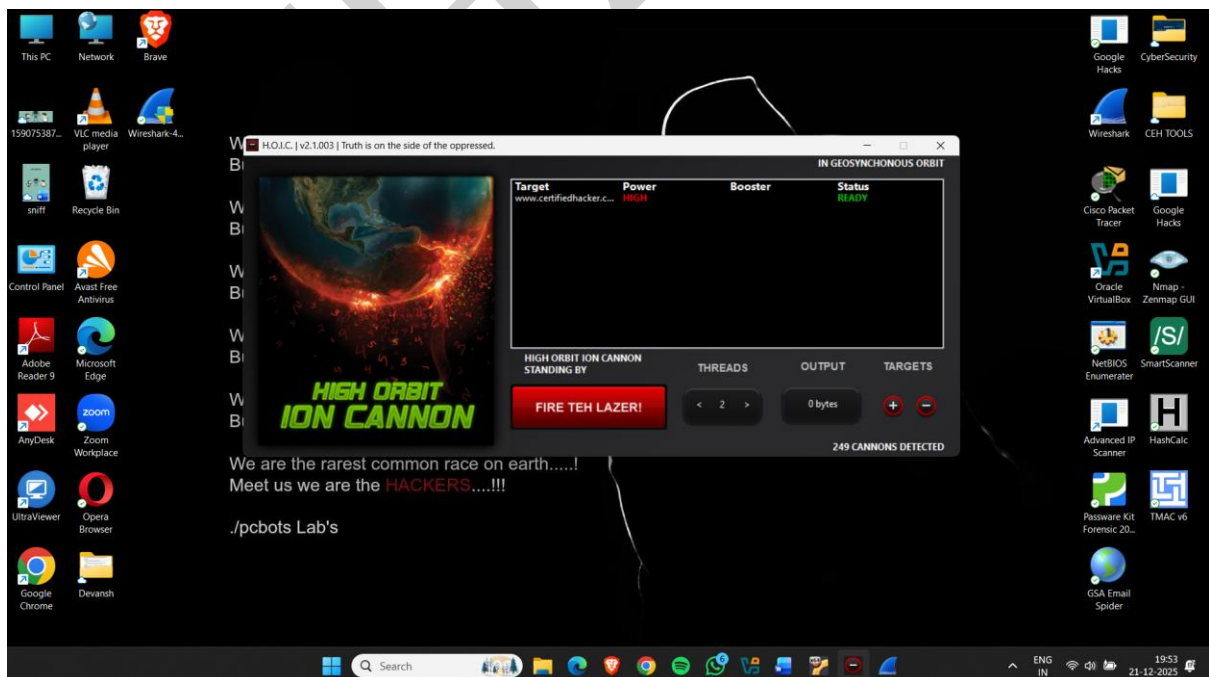 This PC
Network
Brave
Google
Hacks
CyberSecurity
159075387_...
VLC media
player
Wireshark-4...
Wireshark
CEH TOOLS
H.O.I.C. | v2.1.003 | Truth is on the side of the oppressed.
IN GEOSYNCHONOUS ORBIT
Target Power Booster Status
www.certifiedhacker.c... HIGH READY
sniff
Recycle Bin
Cisco Packet
Tracer
Google
Hacks
Control Panel
Avast Free
Antivirus
Oracle
VirtualBox
Nmap -
Zenmap GUI
Adobe
Reader 9
Microsoft
Edge
NetBIOS
Enumerater
SmartScanner
/S/
HIGH ORBIT
ION CANNON
HIGH ORBIT ION CANNON
STANDING BY
THREADS
OUTPUT
TARGETS
FIRE TEH LAZER!
< 2 >
0 bytes
+ −
249 CANNONS DETECTED
AnyDesk
zoom
Zoom
Workplace
Advanced IP
Scanner
H
HashCalc
We are the rarest common race on earth.....!
Meet us we are the HACKERS....!!!
./pcbots Lab's
UltraViewer
Opera
Browser
Passware Kit
Forensic 20...
TMAC v6
Google
Chrome
Devansh
GSA Email
Spider
Search
6
ENG
IN
19:53
21-12-2025